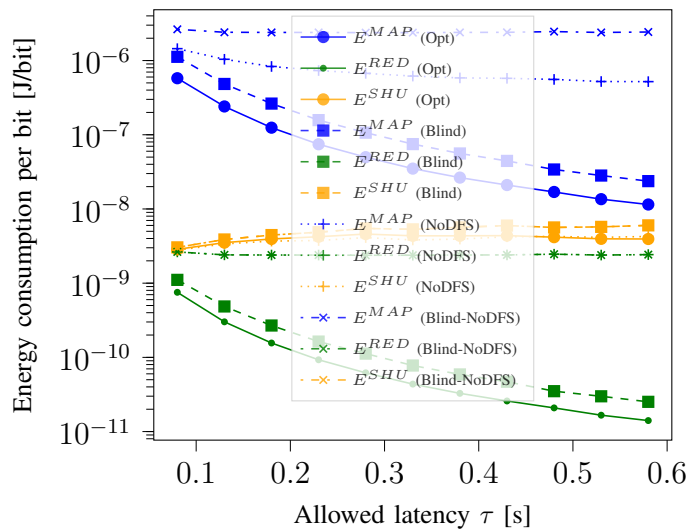 Energy consumption per bit [J/bit]
10^{-6}
10^{-7}
10^{-8}
10^{-9}
10^{-10}
10^{-11}
E^{MAP} (Opt)
E^{RED} (Opt)
E^{SHU} (Opt)
E^{MAP} (Blind)
E^{RED} (Blind)
E^{SHU} (Blind)
E^{MAP} (NoDFS)
E^{RED} (NoDFS)
E^{SHU} (NoDFS)
E^{MAP} (Blind-NoDFS)
E^{RED} (Blind-NoDFS)
E^{SHU} (Blind-NoDFS)
0.1 0.2 0.3 0.4 0.5 0.6
Allowed latency τ [s]